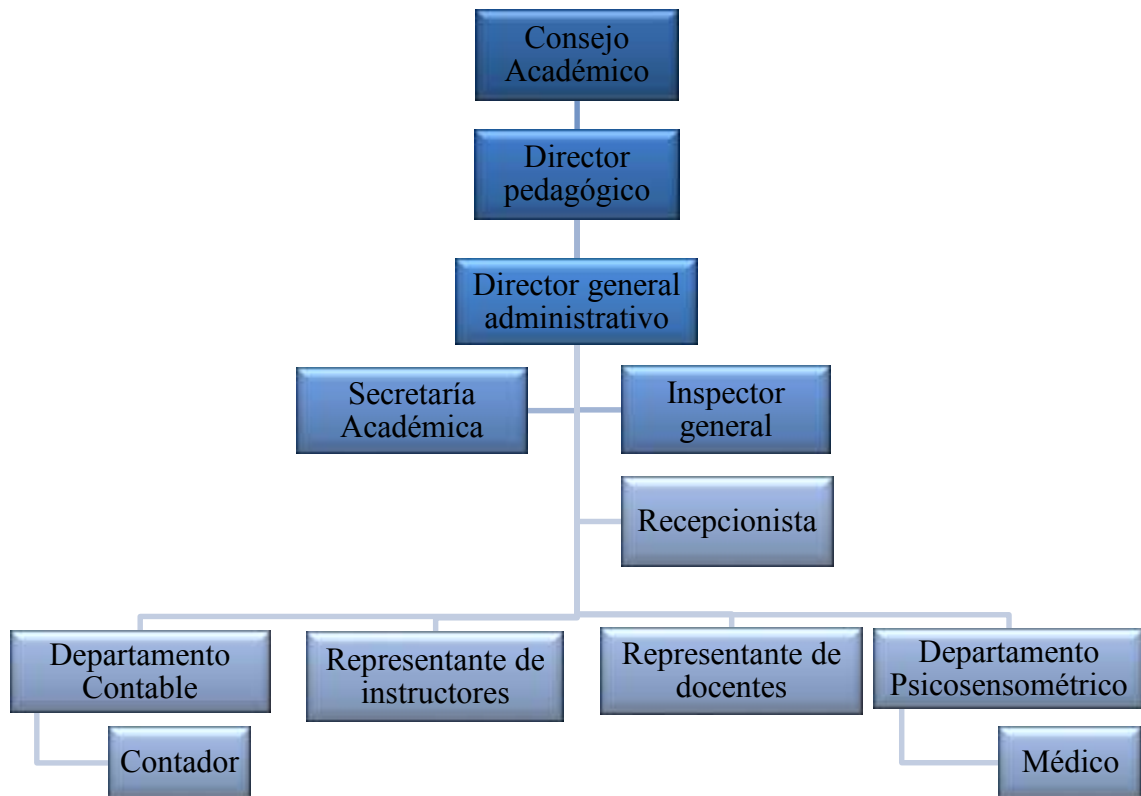 Consejo
Académico
Director
pedagógico
Director general
administrativo
Secretaría
Académica
Inspector
general
Recepcionista
Departamento
Contable
Representante de
instructores
Representante de
docentes
Departamento
Psicosensométrico
Contador
Médico